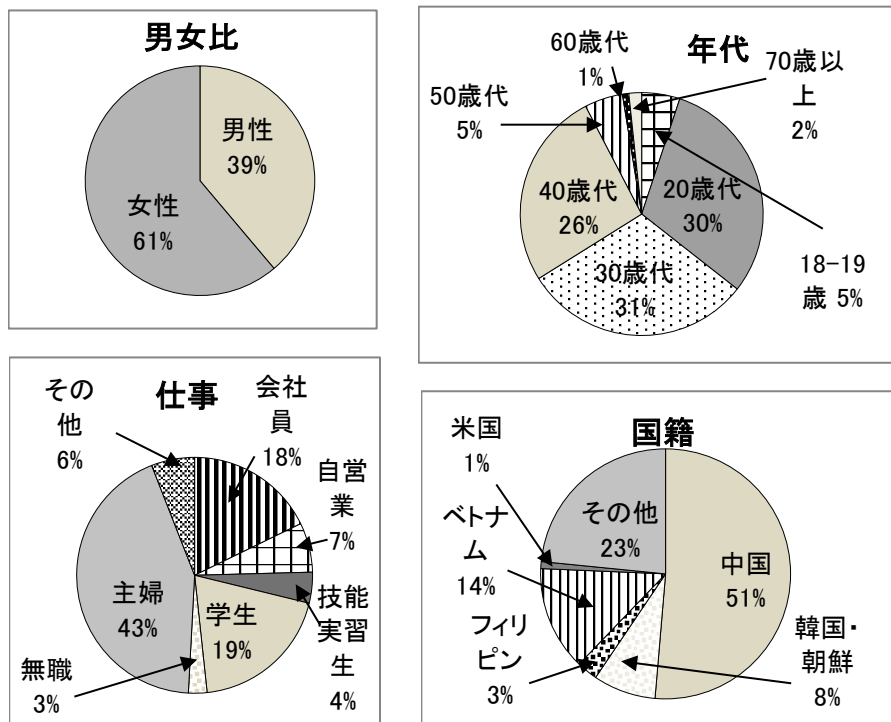 男女比
男性
39%
女性
61%
年代
60歳代
1%
70歳以
上
2%
50歳代
5%
40歳代
26%
20歳代
30%
30歳代
31%
18-19
歳 5%
仕事
その
他
6%
会社
員
18%
自営
業
7%
主婦
43%
学生
19%
技能
実習
生
4%
無職
3%
国籍
米国
1%
その他
23%
ベトナ
ム
14%
中国
51%
フィリ
ピン
3%
韓国・
朝鮮
8%